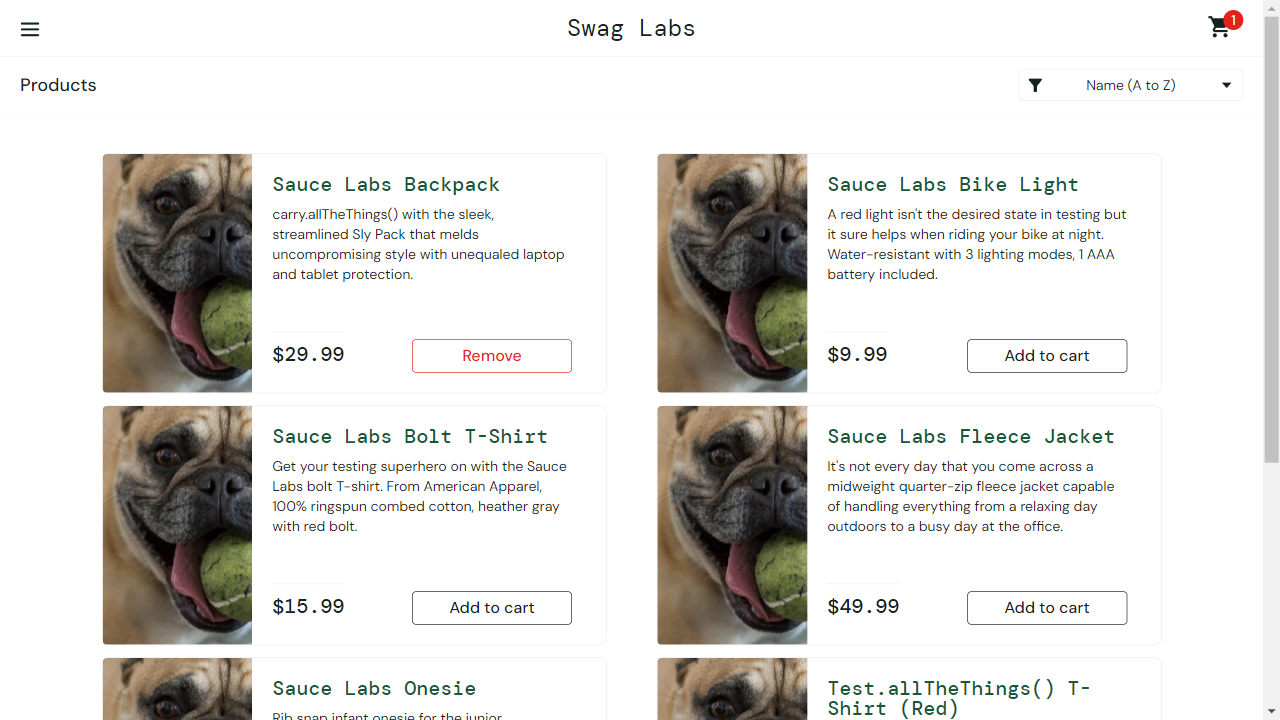 Swag Labs
1
Products
Name (A to Z)
Sauce Labs Backpack
carry.allTheThings() with the sleek,
streamlined Sly Pack that melds
uncompromising style with unequaled laptop
and tablet protection.
$29.99
Remove
Sauce Labs Bike Light
A red light isn't the desired state in testing but
it sure helps when riding your bike at night.
Water-resistant with 3 lighting modes, 1 AAA
battery included.
$9.99
Add to cart
Sauce Labs Bolt T-Shirt
Get your testing superhero on with the Sauce
Labs bolt T-shirt. From American Apparel,
100% ringspun combed cotton, heather gray
with red bolt.
$15.99
Add to cart
Sauce Labs Fleece Jacket
It's not every day that you come across a
midweight quarter-zip fleece jacket capable
of handling everything from a relaxing day
outdoors to a busy day at the office.
$49.99
Add to cart
Sauce Labs Onesie
Rib snap infant onesie for the junior
Test.allTheThings() T-
Shirt (Red)